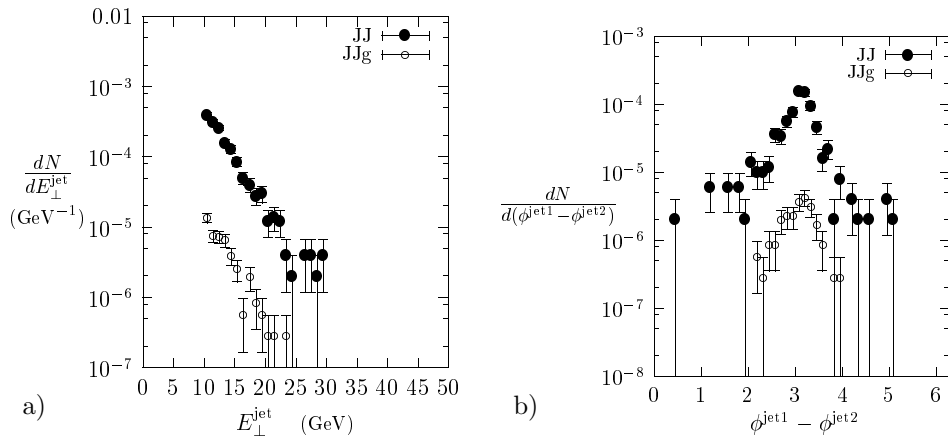 0.01
10⁻³
10⁻⁴
10⁻⁵
10⁻⁶
10⁻⁷
dN
dE⊥^jet
(GeV⁻¹)
JJ
JJg
0 5 10 15 20 25 30 35 40 45 50
a)
E⊥^jet (GeV)
10⁻³
10⁻⁴
10⁻⁵
10⁻⁶
10⁻⁷
10⁻⁸
dN
d(ϕ^jet1−ϕ^jet2)
JJ
JJg
0 1 2 3 4 5 6
b)
ϕ^jet1 − ϕ^jet2